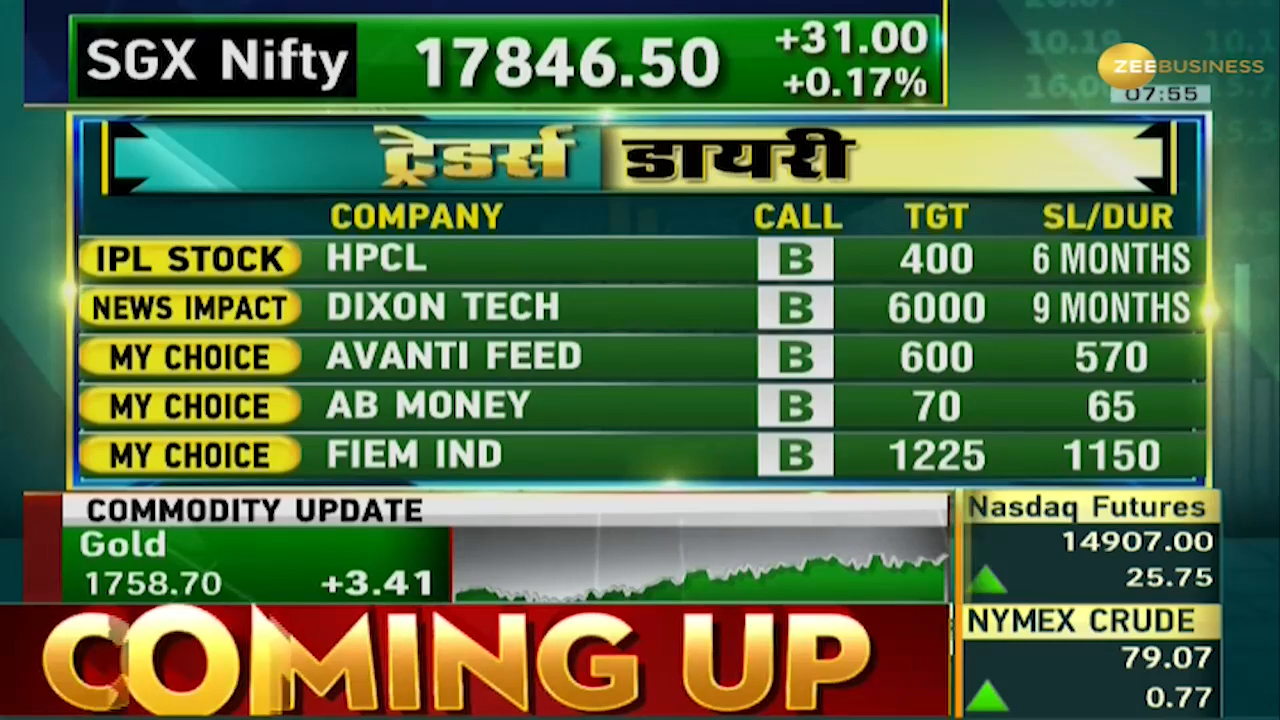 SGX Nifty 17846.50 +31.00
+0.17%
ZEEBUSINESS
07:55
ट्रेडर्स डायरी
COMPANY CALL TGT SL/DUR
IPL STOCK HPCL B 400 6 MONTHS
NEWS IMPACT DIXON TECH B 6000 9 MONTHS
MY CHOICE AVANTI FEED B 600 570
MY CHOICE AB MONEY B 70 65
MY CHOICE FIEM IND B 1225 1150
COMMODITY UPDATE
Gold
1758.70 +3.41
Nasdaq Futures
14907.00
25.75
NYMEX CRUDE
79.07
0.77
COMING UP